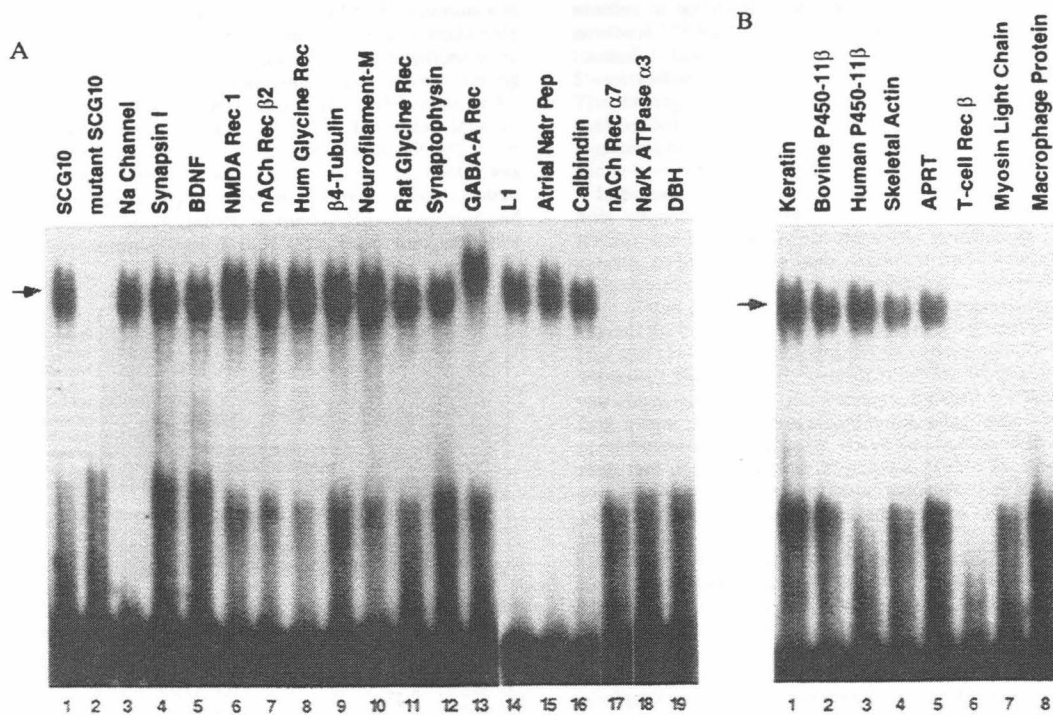 A
SCG10
mutant SCG10
Na Channel
Synapsin I
BDNF
NMDA Rec 1
nACh Rec β2
Hum Glycine Rec
β4-Tubulin
Neurofilament-M
Rat Glycine Rec
Synaptophysin
GABA-A Rec
L1
Atrial Natr Pep
Calbindin
nACh Rec α7
Na/K ATPase α3
DBH
1 2 3 4 5 6 7 8 9 10 11 12 13 14 15 16 17 18 19
B
Keratin
Bovine P450-11β
Human P450-11β
Skeletal Actin
APRT
T-cell Rec β
Myosin Light Chain
Macrophage Protein
1 2 3 4 5 6 7 8